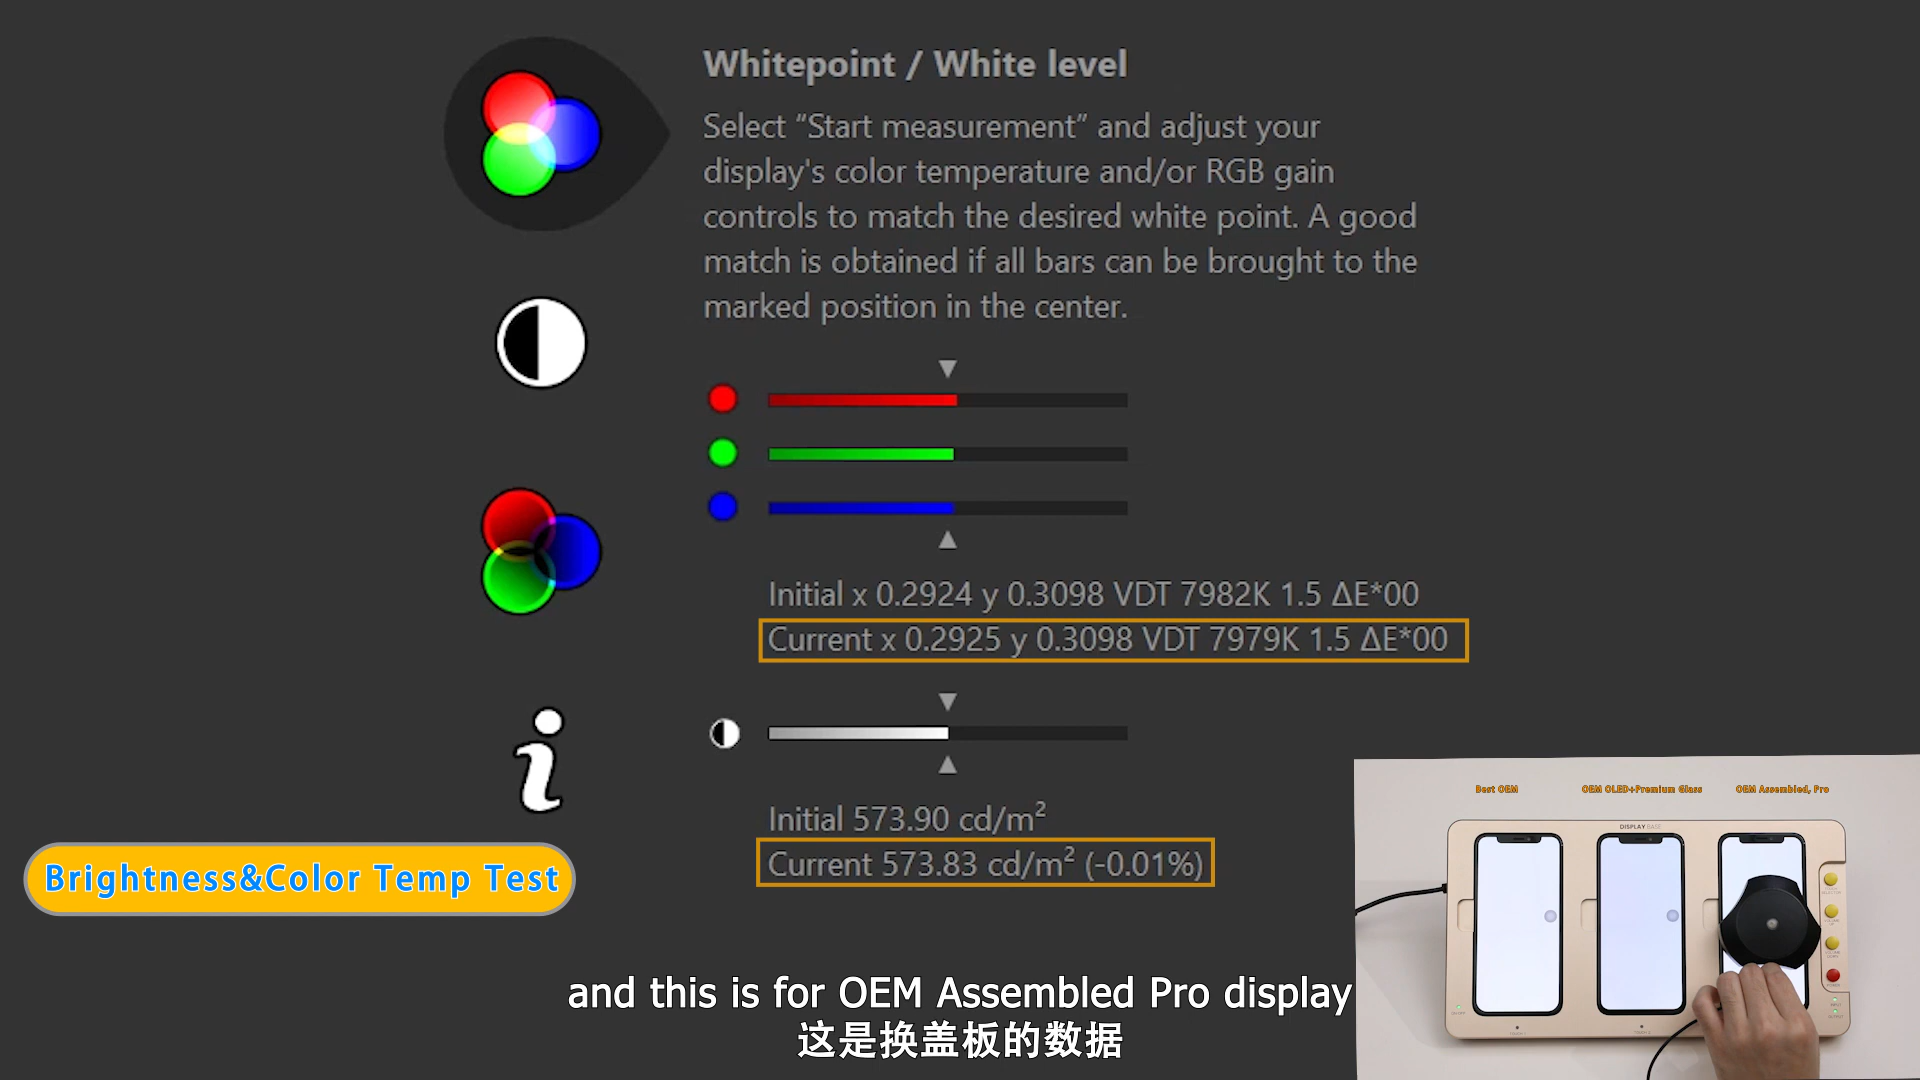 Whitepoint / White level
Select “Start measurement” and adjust your
display's color temperature and/or RGB gain
controls to match the desired white point. A good
match is obtained if all bars can be brought to the
marked position in the center.
Initial x 0.2924 y 0.3098 VDT 7982K 1.5 ΔE*00
Current x 0.2925 y 0.3098 VDT 7979K 1.5 ΔE*00
Initial 573.90 cd/m²
Current 573.83 cd/m² (-0.01%)
Brightness&Color Temp Test
Best OEM
OEM OLED+Premium Glass
OEM Assembled, Pro
DISPLAY BASE
and this is for OEM Assembled Pro display
这是换盖板的数据